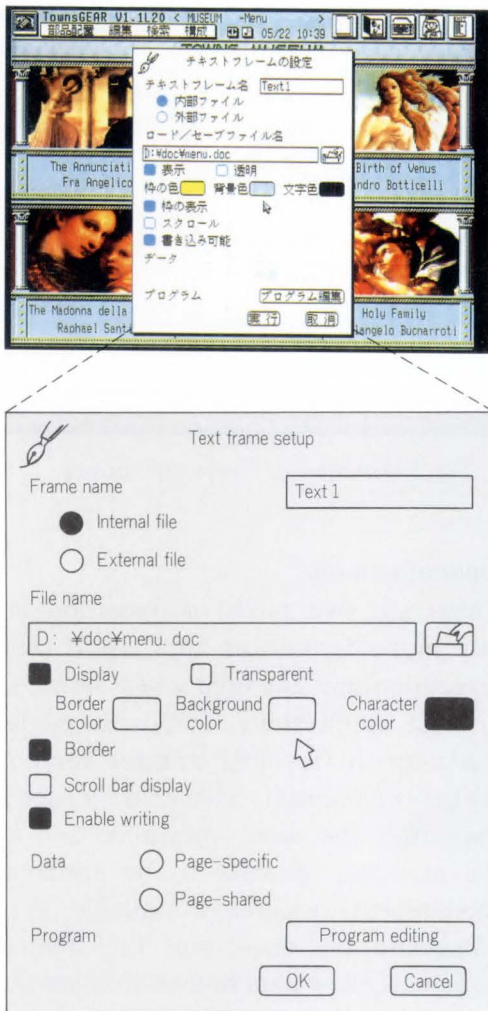 TownsGEAR V1.1L20 < MUSEUM -Menu >
部品配置 編集 検索 構成 05/22 10:39
TOWNS MUSEUM
テキストフレームの設定
テキストフレーム名 Text1
内部ファイル
外部ファイル
ロード/セーブファイル名
D:¥doc¥menu.doc
表示 透明
枠の色 背景色 文字色
枠の表示
スクロール
書き込み可能
データ
プログラム プログラム編集
実行 取消
The Annunciati
Fra Angelico
Birth of Venus
ndro Botticelli
The Madonna della
Raphael Santi
Holy Family
langelo Bucnarroti
Text frame setup
Frame name Text 1
Internal file
External file
File name
D: ¥doc¥menu. doc
Display Transparent
Border color Background color Character color
Border
Scroll bar display
Enable writing
Data Page-specific
Page-shared
Program Program editing
OK Cancel